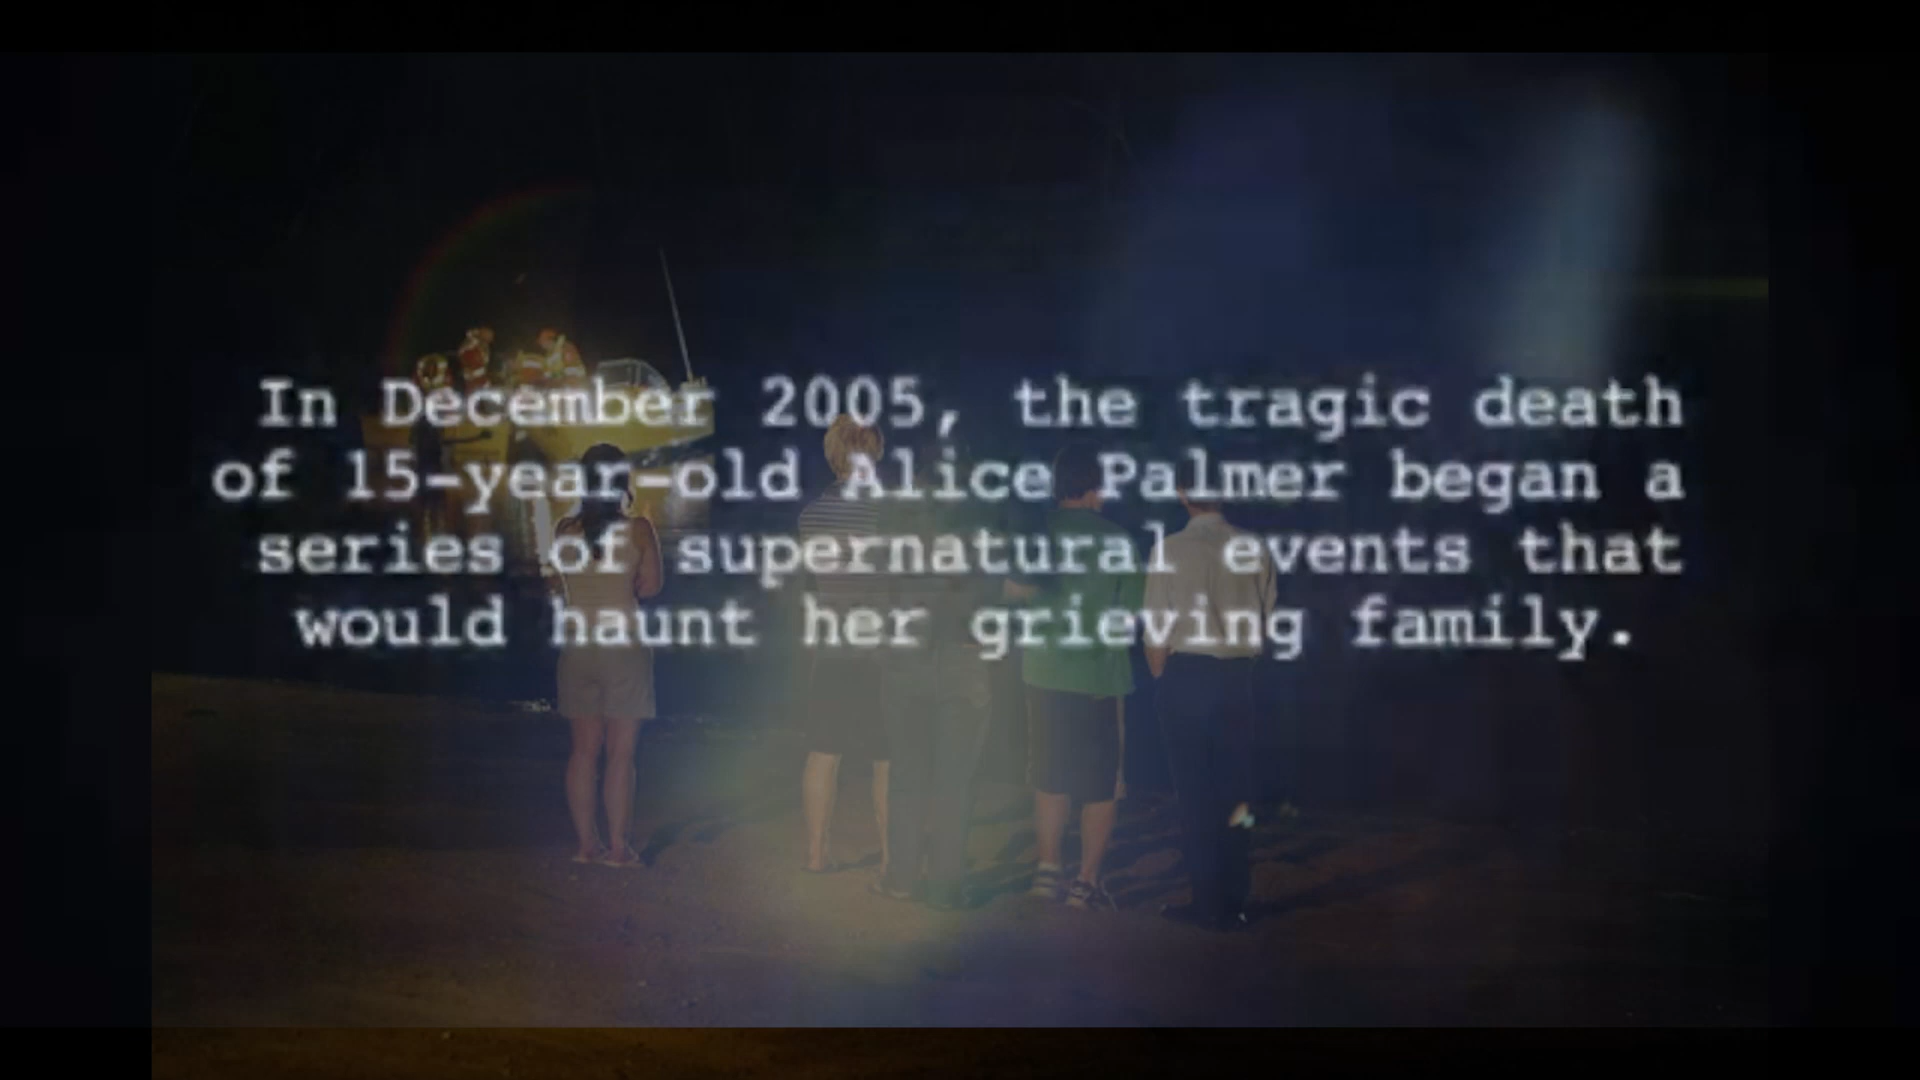 In December 2005, the tragic death
of 15-year-old Alice Palmer began a
series of supernatural events that
would haunt her grieving family.